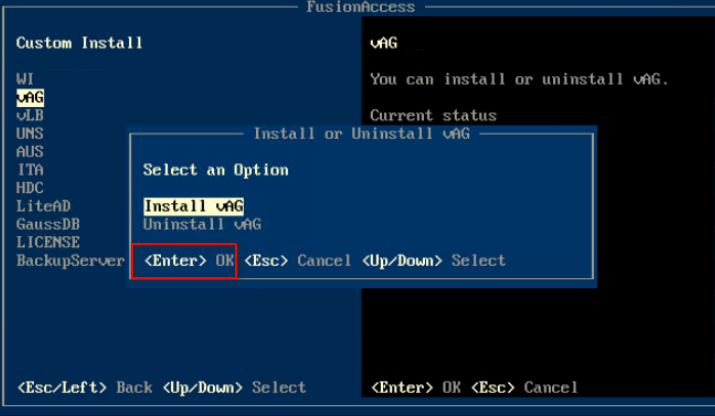 FusionAccess
Custom Install
vAG
WI
You can install or uninstall vAG.
vAG
vLB
Current status
UNS
Install or Uninstall vAG
AUS
ITA
Select an Option
HDC
LiteAD
Install vAG
GaussDB
Uninstall vAG
LICENSE
BackupServer
<Enter> OK <Esc> Cancel <Up/Down> Select
<Esc/Left> Back <Up/Down> Select
<Enter> OK <Esc> Cancel